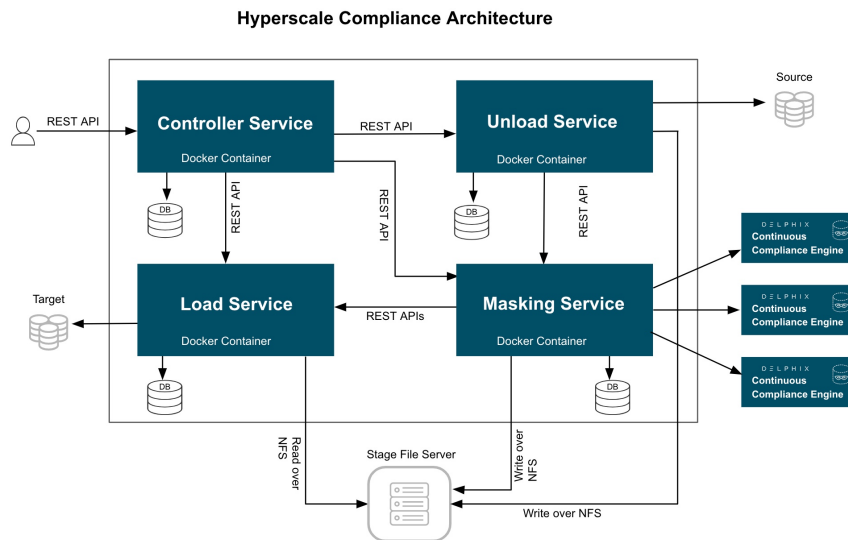 Hyperscale Compliance Architecture
Source
REST API
Controller Service
Docker Container
REST API
Unload Service
Docker Container
DB
REST API
REST API
DB
REST API
DELPHIX
Continuous
Compliance Engine
Target
Load Service
Docker Container
REST APIs
Masking Service
Docker Container
DELPHIX
Continuous
Compliance Engine
DELPHIX
Continuous
Compliance Engine
DB
DB
Read over
NFS
Stage File Server
Write over
NFS
Write over NFS